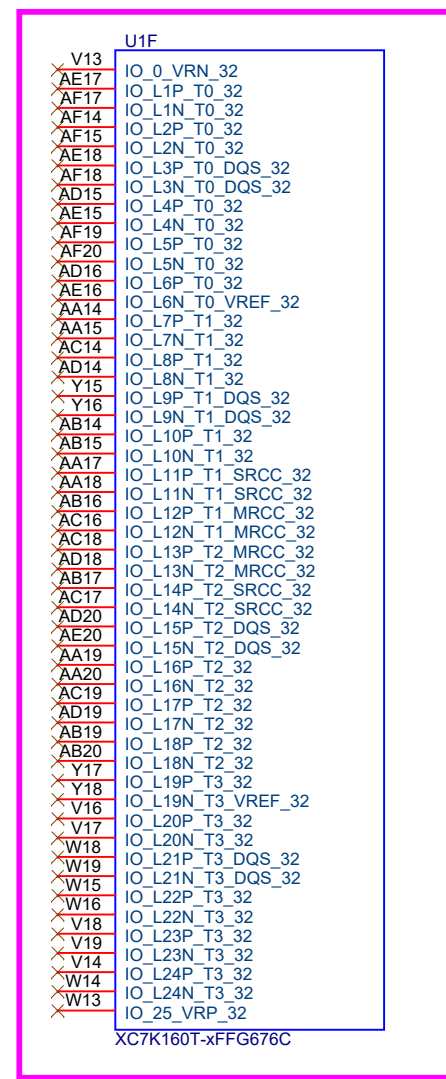 U1F
V13 IO_0_VRN_32
AE17 IO_L1P_T0_32
AF17 IO_L1N_T0_32
AF14 IO_L2P_T0_32
AF15 IO_L2N_T0_32
AE18 IO_L3P_T0_DQS_32
AF18 IO_L3N_T0_DQS_32
AD15 IO_L4P_T0_32
AE15 IO_L4N_T0_32
AF19 IO_L5P_T0_32
AF20 IO_L5N_T0_32
AD16 IO_L6P_T0_32
AE16 IO_L6N_T0_VREF_32
AA14 IO_L7P_T1_32
AA15 IO_L7N_T1_32
AC14 IO_L8P_T1_32
AD14 IO_L8N_T1_32
Y15 IO_L9P_T1_DQS_32
Y16 IO_L9N_T1_DQS_32
AB14 IO_L10P_T1_32
AB15 IO_L10N_T1_32
AA17 IO_L11P_T1_SRCC_32
AA18 IO_L11N_T1_SRCC_32
AB16 IO_L12P_T1_MRCC_32
AC16 IO_L12N_T1_MRCC_32
AC18 IO_L13P_T2_MRCC_32
AD18 IO_L13N_T2_MRCC_32
AB17 IO_L14P_T2_SRCC_32
AC17 IO_L14N_T2_SRCC_32
AD20 IO_L15P_T2_DQS_32
AE20 IO_L15N_T2_DQS_32
AA19 IO_L16P_T2_32
AA20 IO_L16N_T2_32
AC19 IO_L17P_T2_32
AD19 IO_L17N_T2_32
AB19 IO_L18P_T2_32
AB20 IO_L18N_T2_32
Y17 IO_L19P_T3_32
Y18 IO_L19N_T3_VREF_32
V16 IO_L20P_T3_32
V17 IO_L20N_T3_32
W18 IO_L21P_T3_DQS_32
W19 IO_L21N_T3_DQS_32
W15 IO_L22P_T3_32
W16 IO_L22N_T3_32
V18 IO_L23P_T3_32
V19 IO_L23N_T3_32
V14 IO_L24P_T3_32
W14 IO_L24N_T3_32
W13 IO_25_VRP_32
XC7K160T-xFFG676C